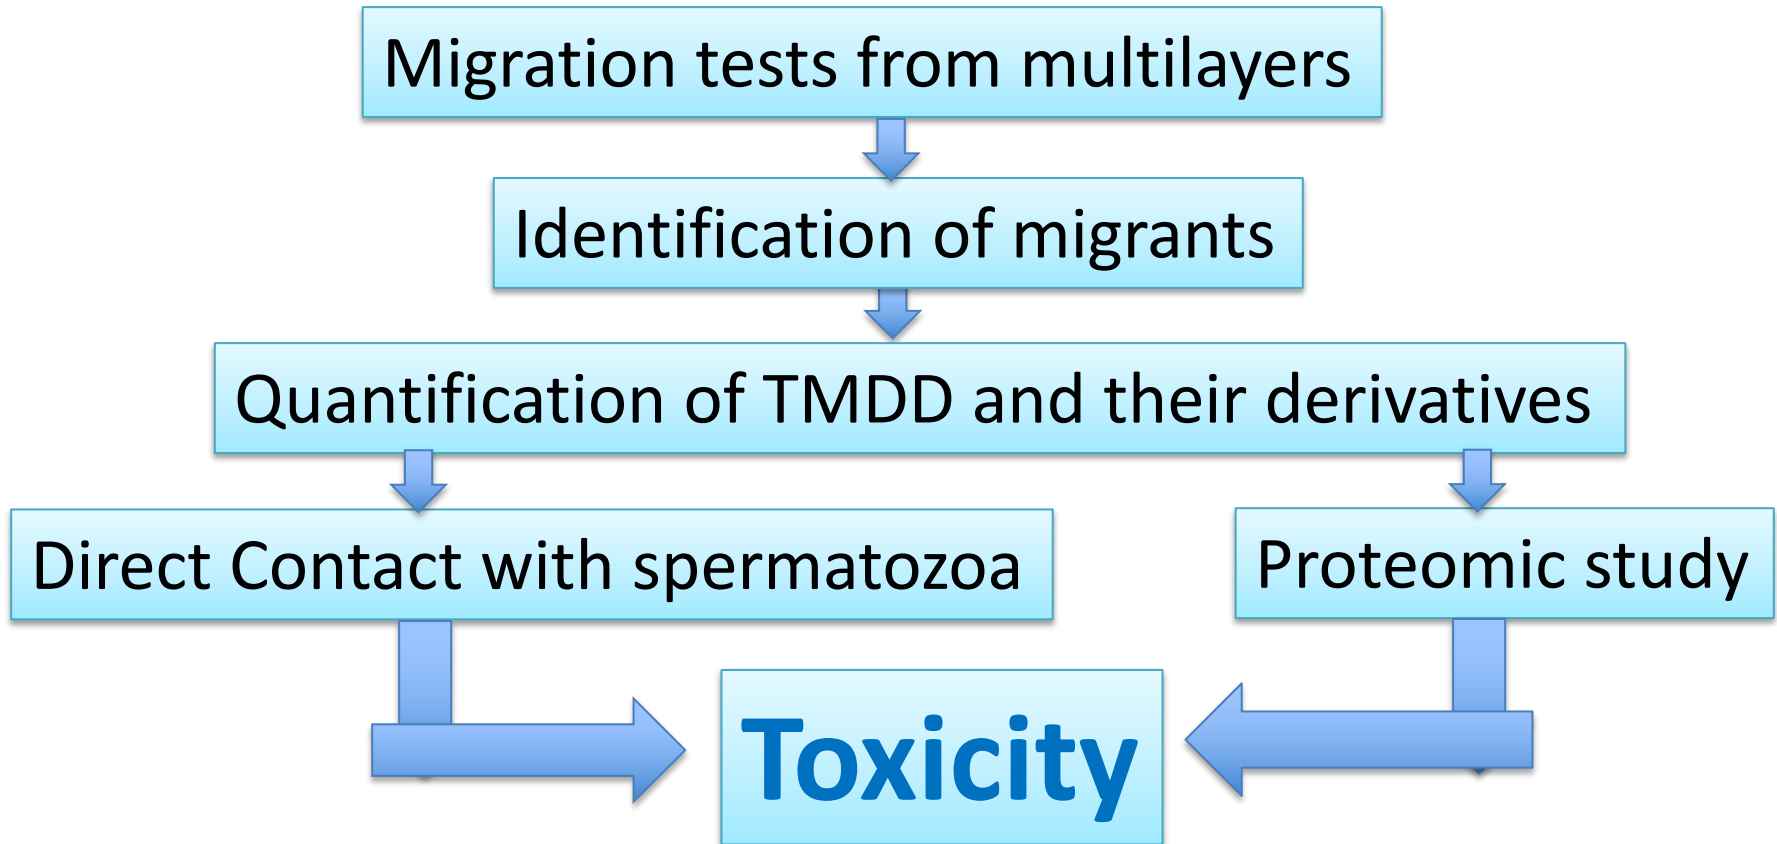 Migration tests from multilayers
Identification of migrants
Quantification of TMDD and their derivatives
Direct Contact with spermatozoa
Proteomic study
Toxicity